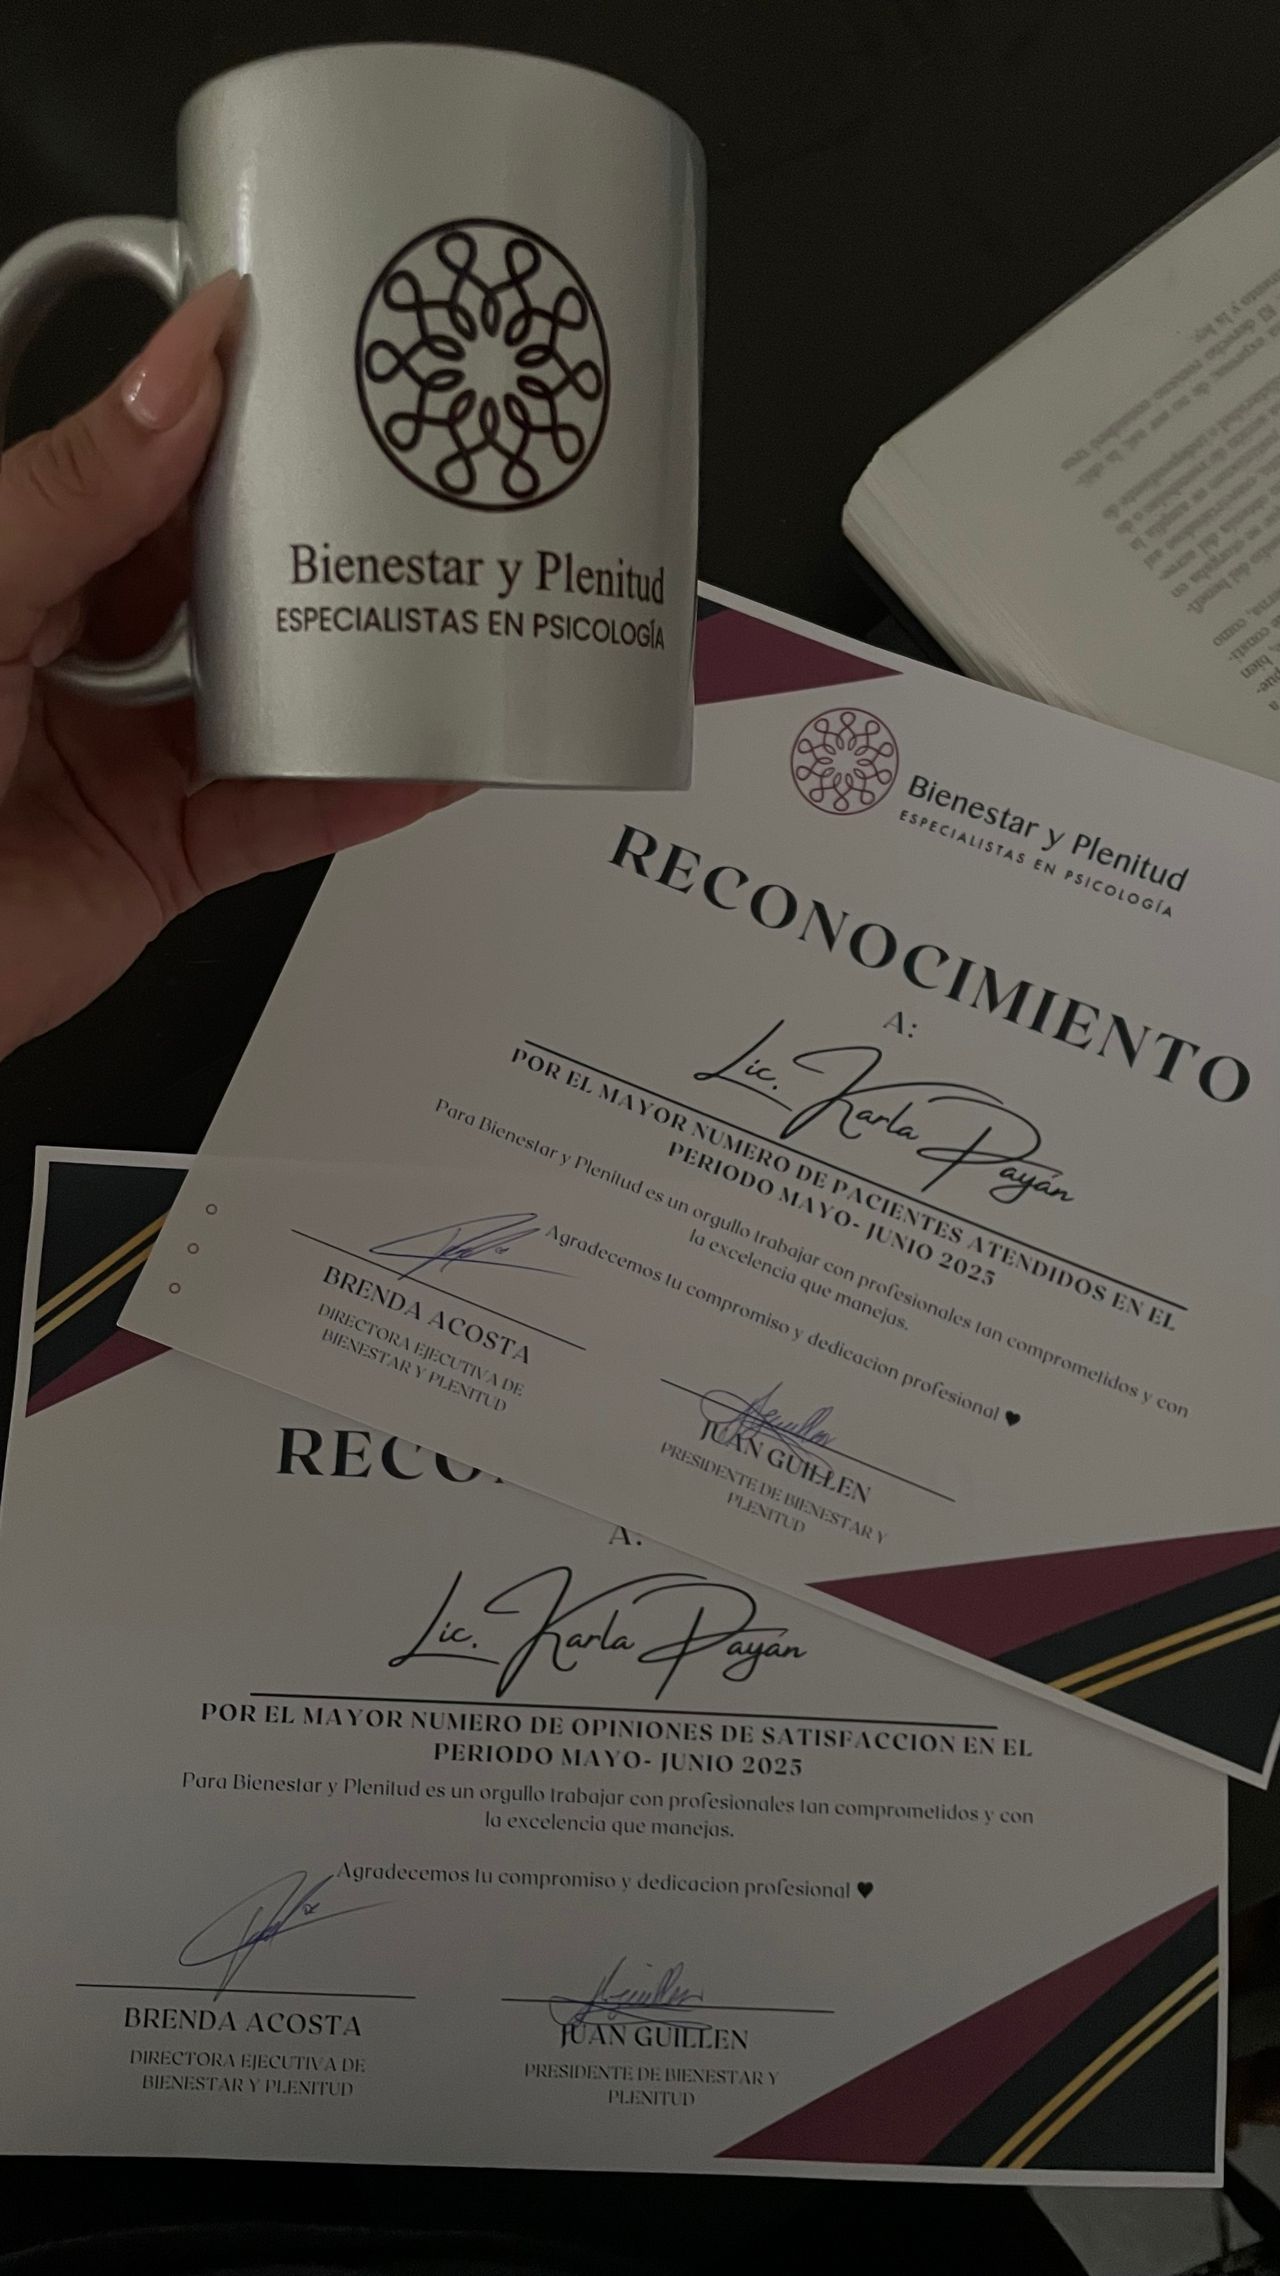 Bienestar y Plenitud
ESPECIALISTAS EN PSICOLOGÍA
Bienestar y Plenitud
ESPECIALISTAS EN PSICOLOGÍA
RECONOCIMIENTO
A:
Lic. Karla Payán
POR EL MAYOR NUMERO DE PACIENTES ATENDIDOS EN EL
PERIODO MAYO- JUNIO 2025
Para Bienestar y Plenitud es un orgullo trabajar con profesionales tan comprometidos y con
la excelencia que manejas.
Agradecemos tu compromiso y dedicacion profesional ♥
BRENDA ACOSTA
DIRECTORA EJECUTIVA DE
BIENESTAR Y PLENITUD
JUAN GUILLEN
PRESIDENTE DE BIENESTAR Y
PLENITUD
RECO
A:
Lic. Karla Payán
POR EL MAYOR NUMERO DE OPINIONES DE SATISFACCION EN EL
PERIODO MAYO- JUNIO 2025
Para Bienestar y Plenitud es un orgullo trabajar con profesionales tan comprometidos y con
la excelencia que manejas.
Agradecemos tu compromiso y dedicacion profesional ♥
BRENDA ACOSTA
DIRECTORA EJECUTIVA DE
BIENESTAR Y PLENITUD
JUAN GUILLEN
PRESIDENTE DE BIENESTAR Y
PLENITUD